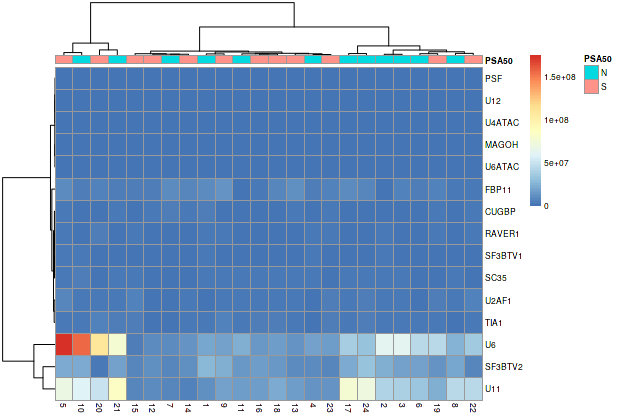 PSA50
PSA50
N
S
1.5e+08
1e+08
5e+07
0
PSF
U12
U4ATAC
MAGOH
U6ATAC
FBP11
CUGBP
RAVER1
SF3BTV1
SC35
U2AF1
TIA1
U6
SF3BTV2
U11
5 10 20 21 15 12 7 14 1 9 11 16 18 13 4 23 17 24 2 3 6 19 8 22